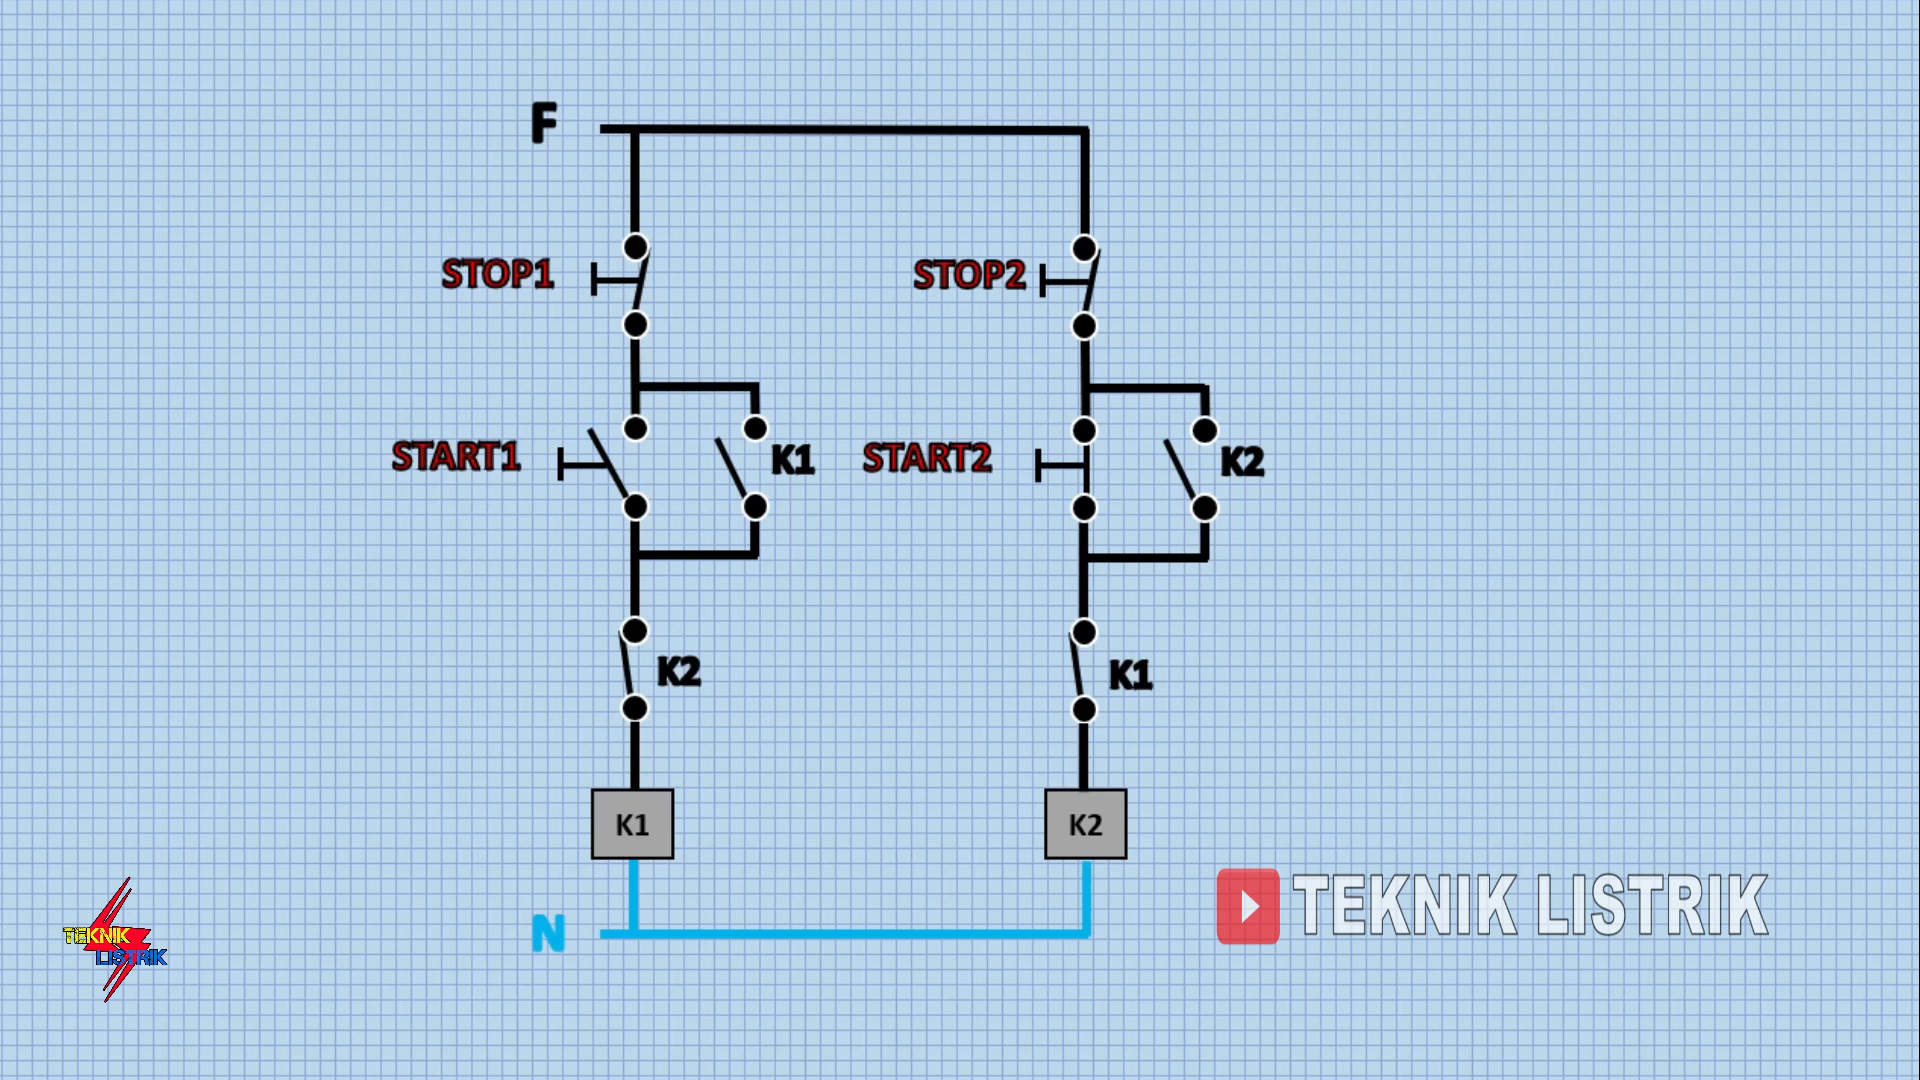 F
STOP1
STOP2
START1
K1
START2
K2
K2
K1
K1
K2
N
TEKNIK LISTRIK
TEKNIK
LISTRIK